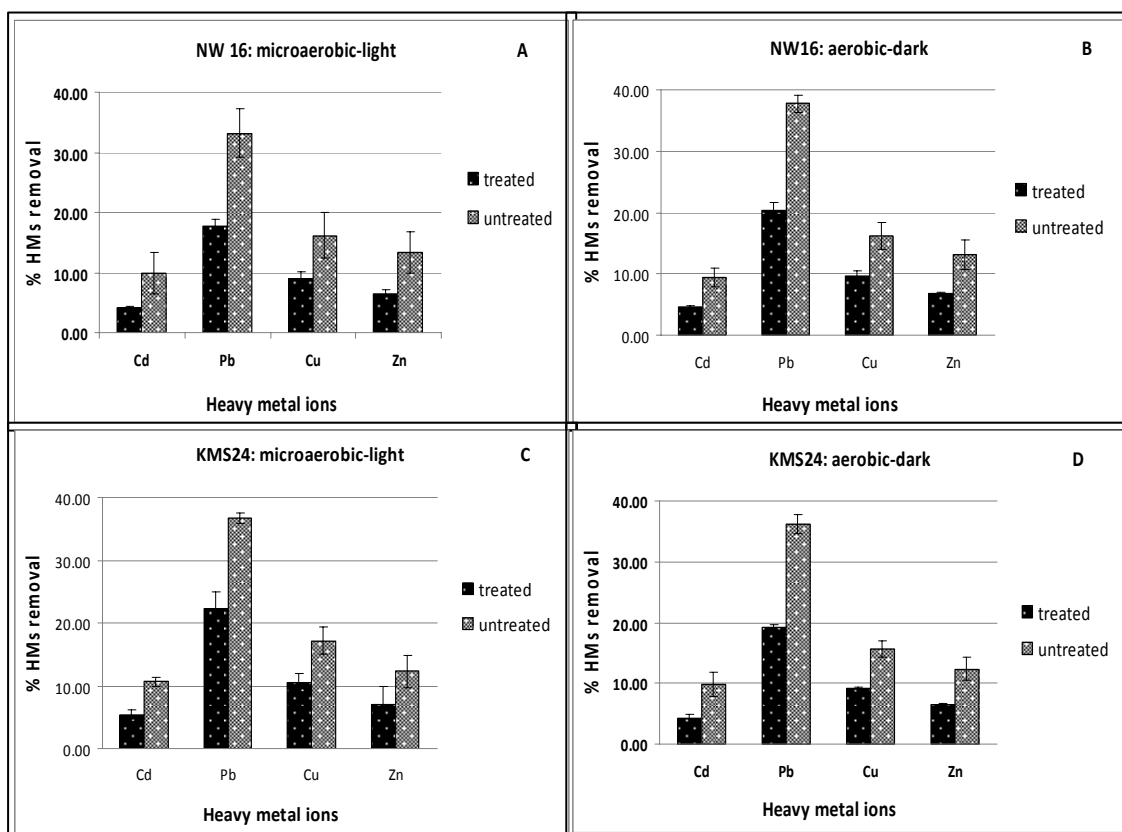 NW 16: microaerobic-light A
% HMs removal
40.00
30.00
20.00
10.00
0.00
Cd Pb Cu Zn
Heavy metal ions
treated
untreated
NW16: aerobic-dark B
% HMs removal
40.00
30.00
20.00
10.00
0.00
Cd Pb Cu Zn
Heavy metal ions
treated
untreated
KMS24: microaerobic-light C
% HMs removal
40.00
30.00
20.00
10.00
0.00
Cd Pb Cu Zn
Heavy metal ions
treated
untreated
KMS24: aerobic-dark D
% HMs removal
40.00
30.00
20.00
10.00
0.00
Cd Pb Cu Zn
Heavy metal ions
treated
untreated